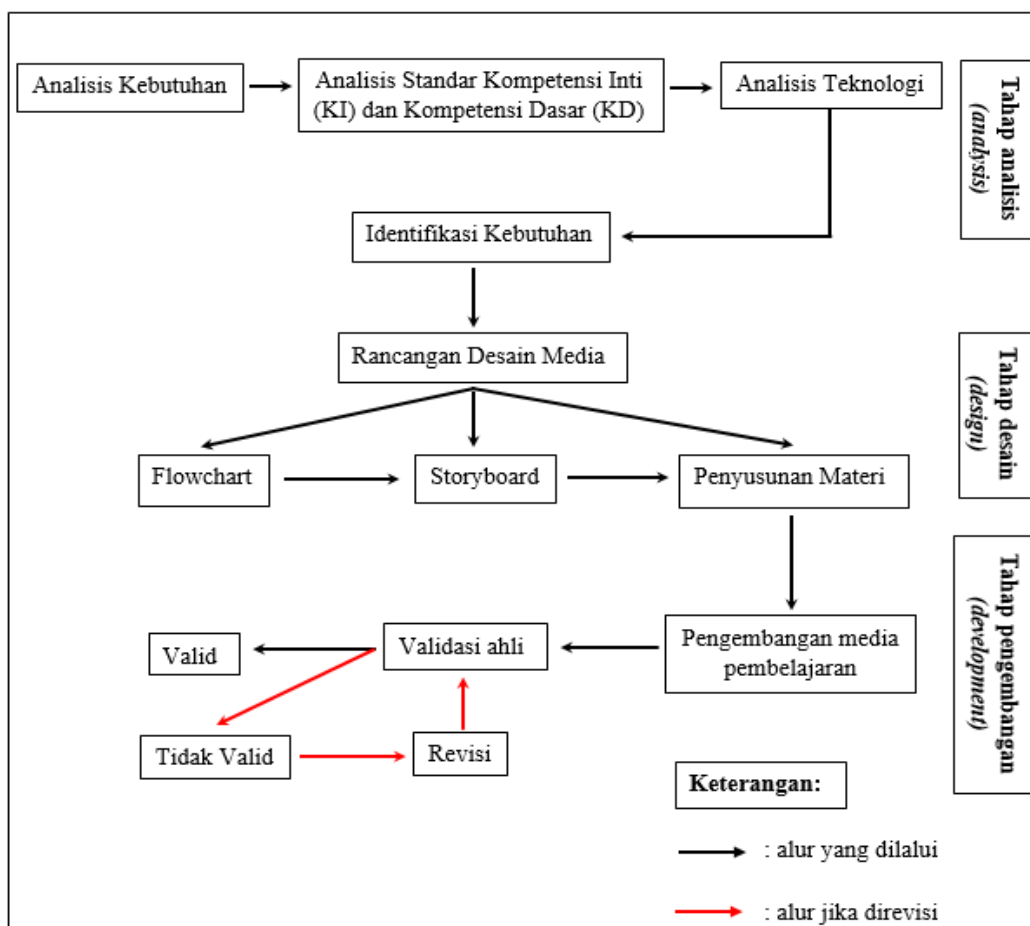 Analisis Kebutuhan
Analisis Standar Kompetensi Inti
(KI) dan Kompetensi Dasar (KD)
Analisis Teknologi
Tahap analisis
(analysis)
Identifikasi Kebutuhan
Rancangan Desain Media
Tahap desain
(design)
Flowchart
Storyboard
Penyusunan Materi
Tahap pengembangan
(development)
Valid
Validasi ahli
Pengembangan media
pembelajaran
Tidak Valid
Revisi
Keterangan:
: alur yang dilalui
: alur jika direvisi